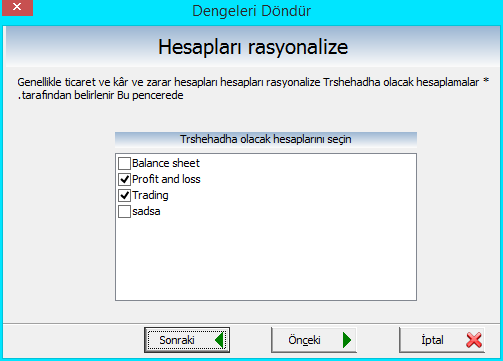 Dengeleri Döndür
Hesapları rasyonalize
Genellikle ticaret ve kâr ve zarar hesapları hesapları rasyonalize Trshehadha olacak hesaplamalar *
.tarafından belirlenir Bu pencerede
Trshehadha olacak hesaplarını seçin
Balance sheet
Profit and loss
Trading
sadsa
Sonraki
Önceki
İptal